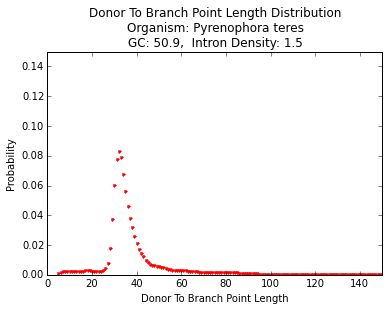 Donor To Branch Point Length Distribution
Organism: Pyrenophora teres
GC: 50.9,  Intron Density: 1.5
0.14
0.12
0.10
0.08
0.06
0.04
0.02
0.00
Probability
0 20 40 60 80 100 120 140
Donor To Branch Point Length